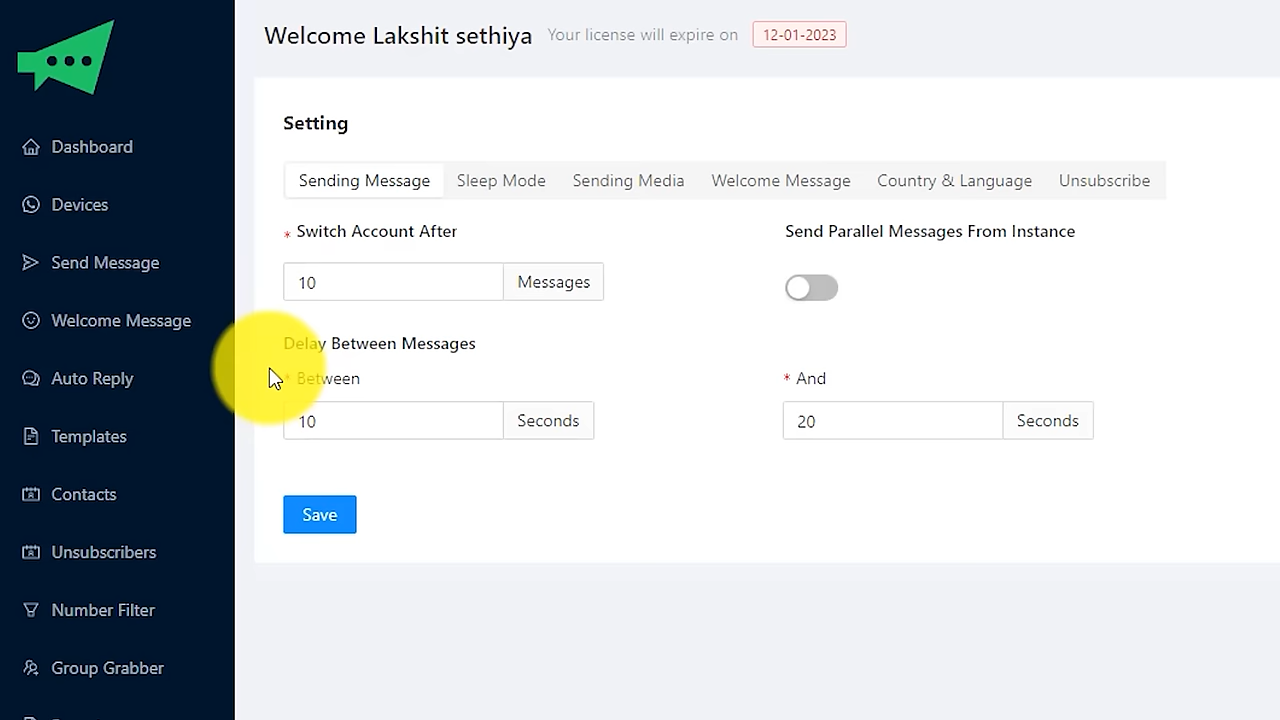 Welcome Lakshit sethiya Your license will expire on 12-01-2023
Dashboard
Devices
Send Message
Welcome Message
Auto Reply
Templates
Contacts
Unsubscribers
Number Filter
Group Grabber
Setting
Sending Message Sleep Mode Sending Media Welcome Message Country & Language Unsubscribe
* Switch Account After
Send Parallel Messages From Instance
10 Messages
Delay Between Messages
* Between
* And
10 Seconds
20 Seconds
Save